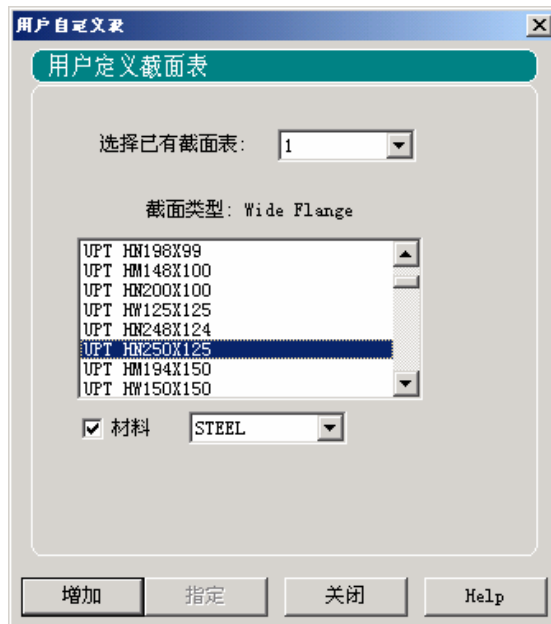 用户自定义表
用户定义截面表
选择已有截面表: 1
截面类型: Wide Flange
UPT HN198X99
UPT HM148X100
UPT HN200X100
UPT HW125X125
UPT HN248X124
UPT HN250X125
UPT HM194X150
UPT HW150X150
材料 STEEL
增加 指定 关闭 Help